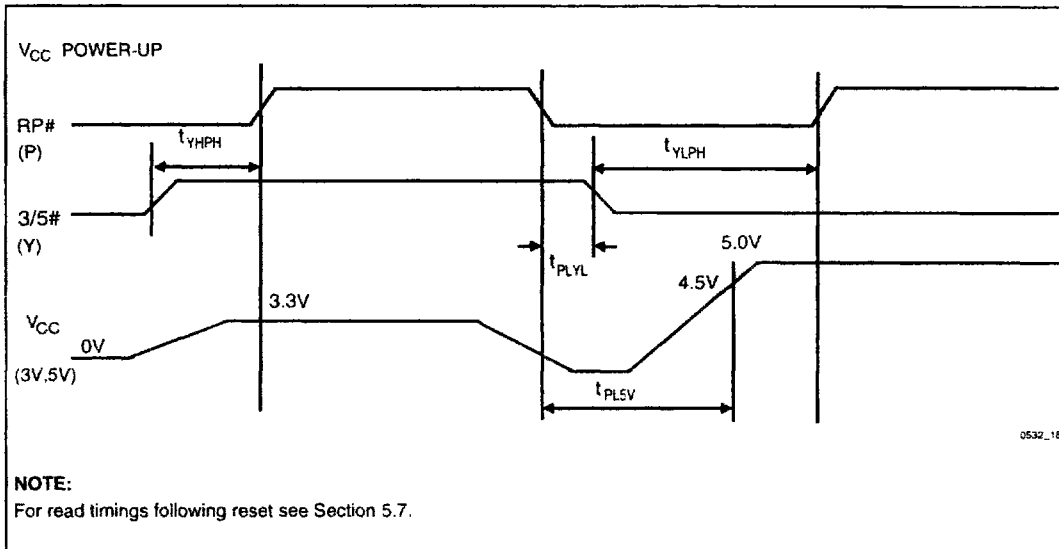 VCC POWER-UP
RP#
(P)
tYHPH
tYLPH
3/5#
(Y)
tPLYL
5.0V
4.5V
3.3V
VCC
0V
(3V,5V)
tPL5V
0532_18
NOTE:
For read timings following reset see Section 5.7.